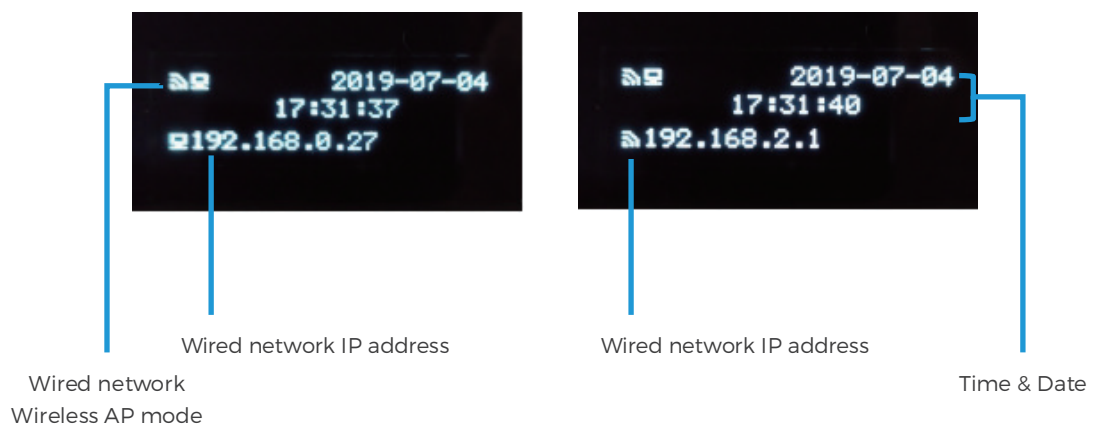 2019-07-04
17:31:37
192.168.0.27
2019-07-04
17:31:40
192.168.2.1
Wired network IP address
Wired network IP address
Wired network
Wireless AP mode
Time & Date